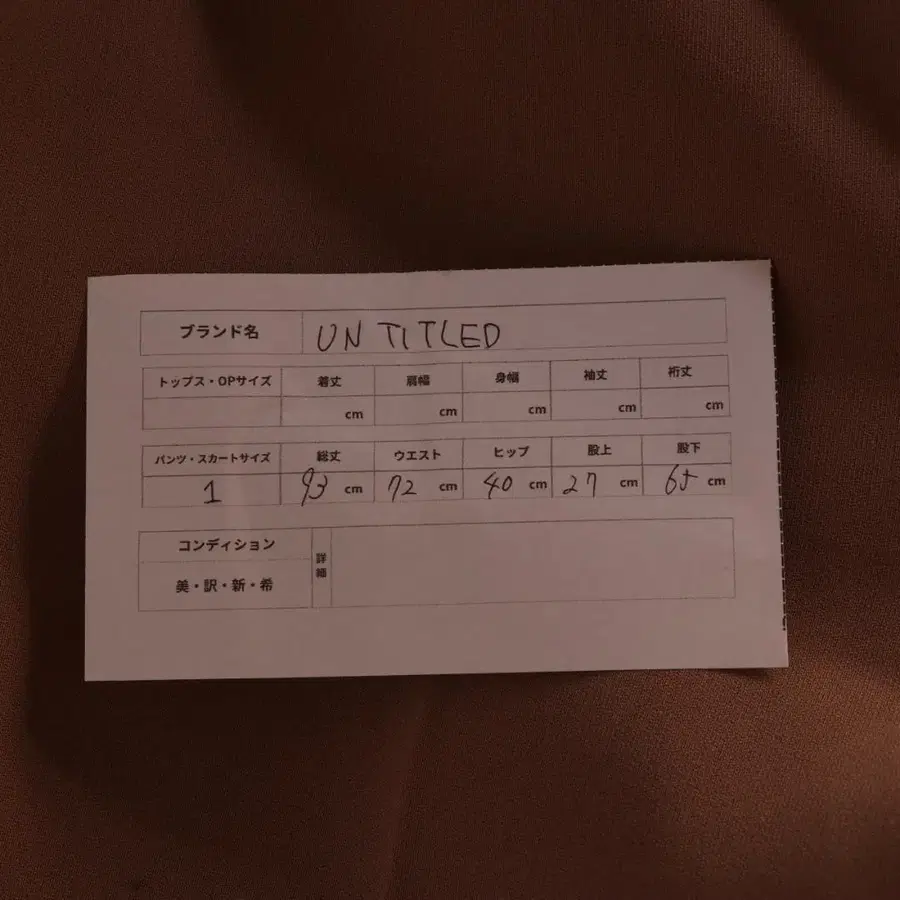 ブランド名 UNTITLED
トップス・OPサイズ 着丈 肩幅 身幅 袖丈 裄丈
cm cm cm cm cm
パンツ・スカートサイズ 総丈 ウエスト ヒップ 股上 股下
1 93 cm 72 cm 40 cm 27 cm 65 cm
コンディション 詳細
美・訳・新・希